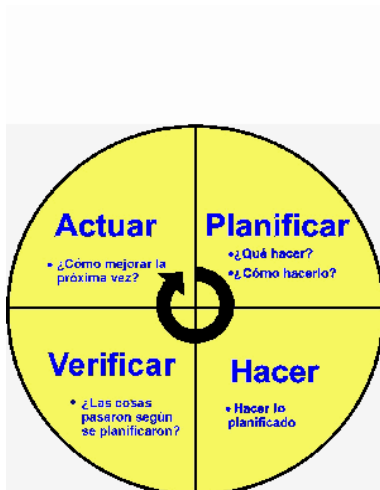 Actuar
• ¿Cómo mejorar la
próxima vez?
Planificar
•¿Qué hacer?
•¿Cómo hacerlo?
Verificar
• ¿Las cosas
pasaron según
se planificaron?
Hacer
• Hacer lo
planificado